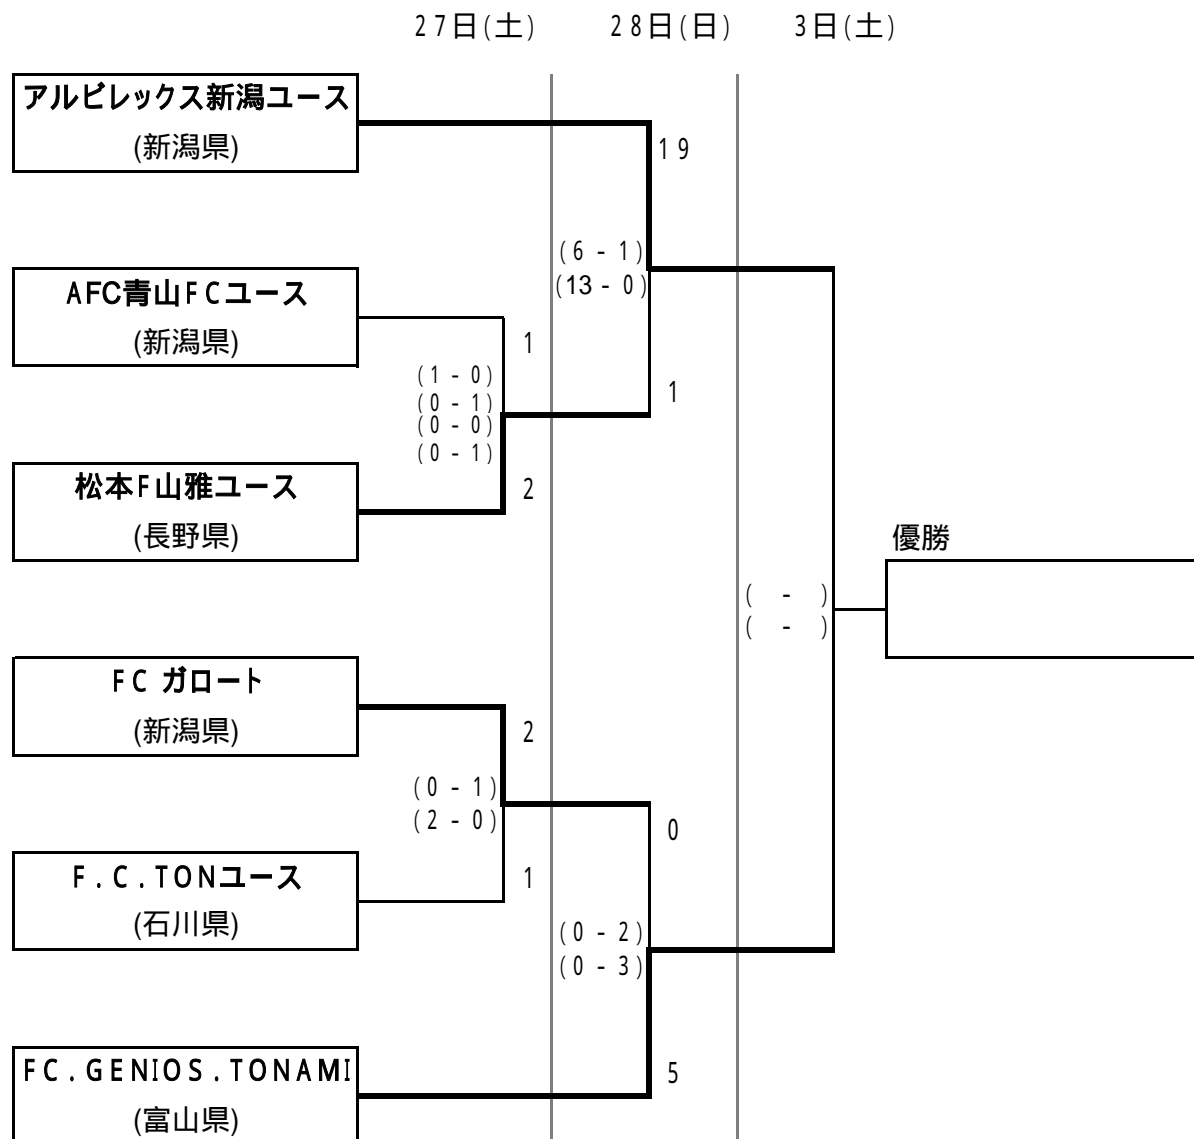 27日(土) 28日(日) 3日(土)
アルビレックス新潟ユース
(新潟県)
19
(6 - 1)
(13 - 0)
AFC青山FCユース
(新潟県)
1
(1 - 0)
(0 - 1)
(0 - 0)
(0 - 1)
1
松本F山雅ユース
(長野県)
2
優勝
( - )
( - )
FC ガロート
(新潟県)
2
(0 - 1)
(2 - 0)
0
F.C.TONユース
(石川県)
1
(0 - 2)
(0 - 3)
FC.GENIOS.TONAMI
(富山県)
5